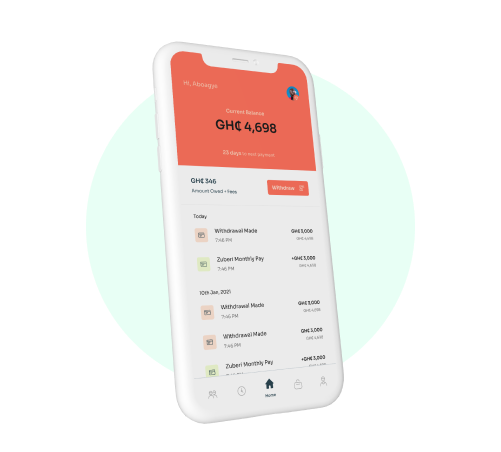 Hi, Abbagya
Current Balance
GH₵ 4,698
23 days to next payment
GH₵ 346
Amount Owed + Fees
Withdraw
Today
Withdrawal Made
GH₵ 3,000
7:46 PM
GH₵ 4,698
Zuberi Monthly Pay
+GH₵ 3,000
7:46 PM
GH₵ 4,698
10th Jan, 2021
Withdrawal Made
GH₵ 3,000
7:46 PM
GH₵ 4,698
Withdrawal Made
GH₵ 3,000
7:46 PM
GH₵ 4,698
Zuberi Monthly Pay
+GH₵ 3,000
Home